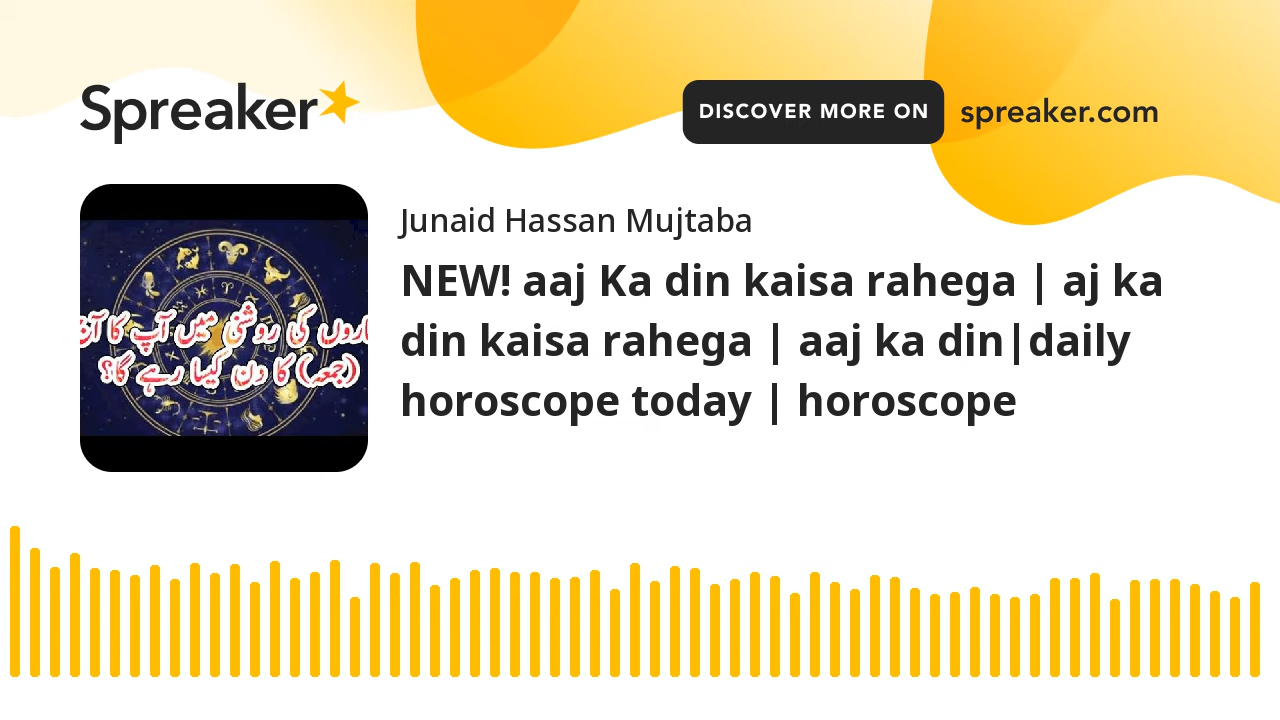 Spreaker
DISCOVER MORE ON
spreaker.com
Junaid Hassan Mujtaba
NEW! aaj Ka din kaisa rahega | aj ka
din kaisa rahega | aaj ka din|daily
horoscope today | horoscope
کی روشنی میں آپ کا
(جمعہ) کا دن کیسا رہے گا؟